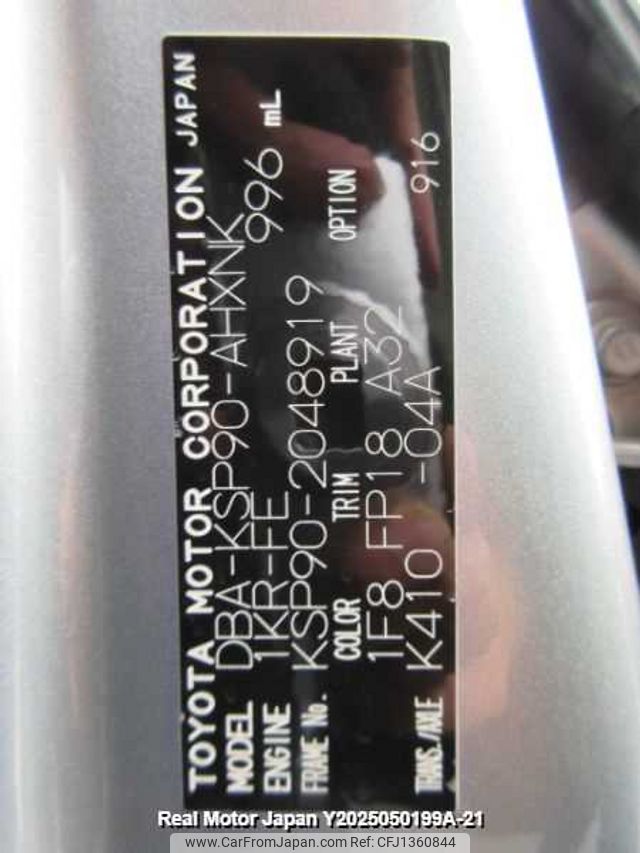 TOYOTA MOTOR CORPORATION JAPAN
MODEL DBA-KSP90-AHXNK
ENGINE 1KR-FE 996 mL
FRAME No. KSP90-2048919
COLOR TRIM PLANT OPTION
1F8 FP18 A32
TRANS./AXLE K410 -04A 916
Real Motor Japan Y2025050199A-21
www.CarFromJapan.com Ref:CFJ1360844